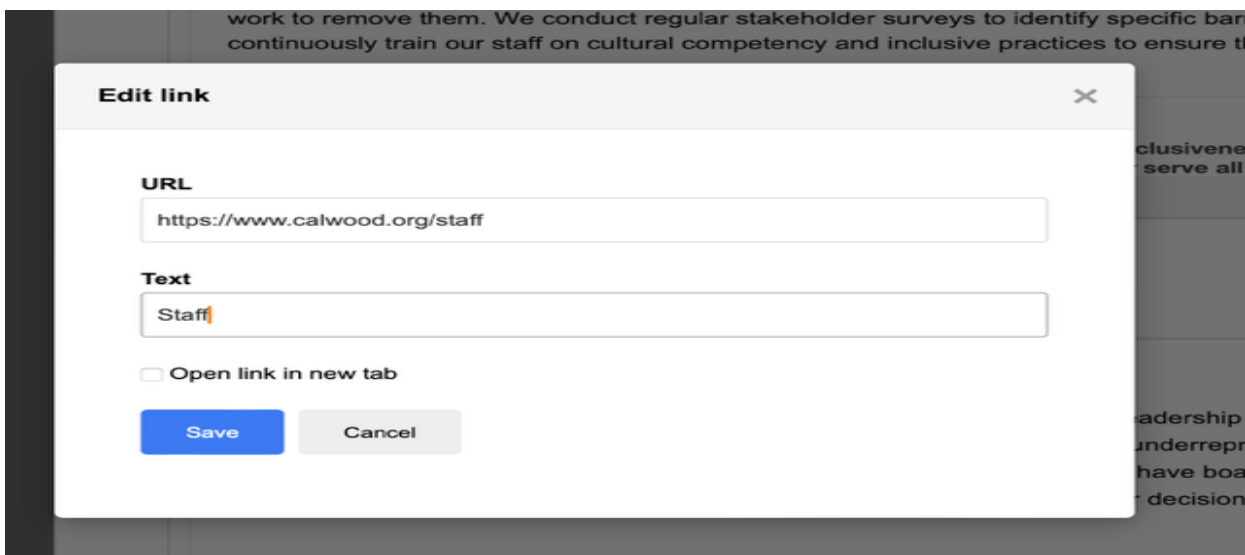 work to remove them. We conduct regular stakeholder surveys to identify specific
continuously train our staff on cultural competency and inclusive practices to ensure
Edit link
URL
https://www.calwood.org/staff
serve all
Text
Staff
Open link in new tab
Save Cancel
have
decision